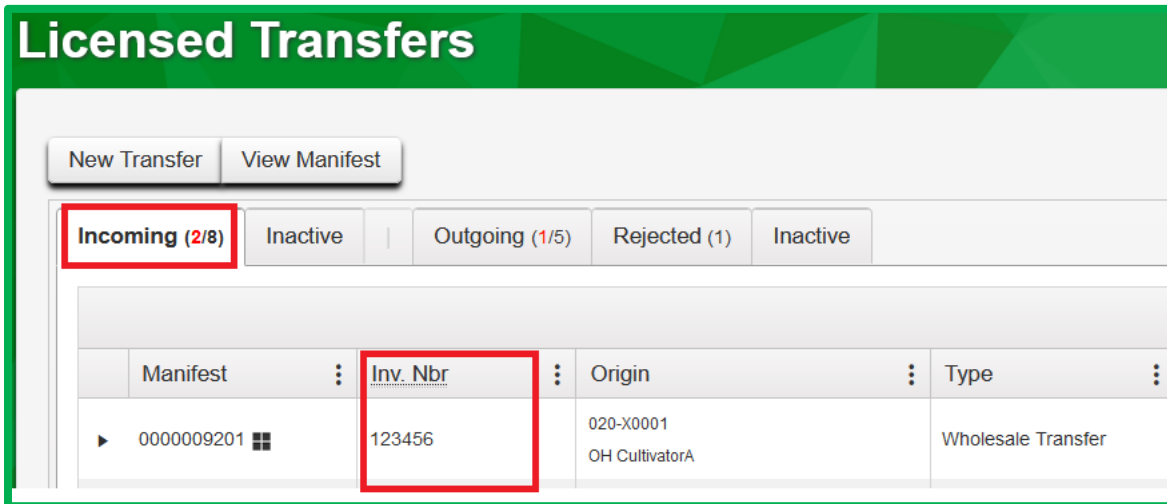 Licensed Transfers
New Transfer View Manifest
Incoming (2/8) Inactive | Outgoing (1/5) Rejected (1) Inactive
Manifest Inv. Nbr Origin Type
0000009201 123456 020-X0001 Wholesale Transfer
OH CultivatorA